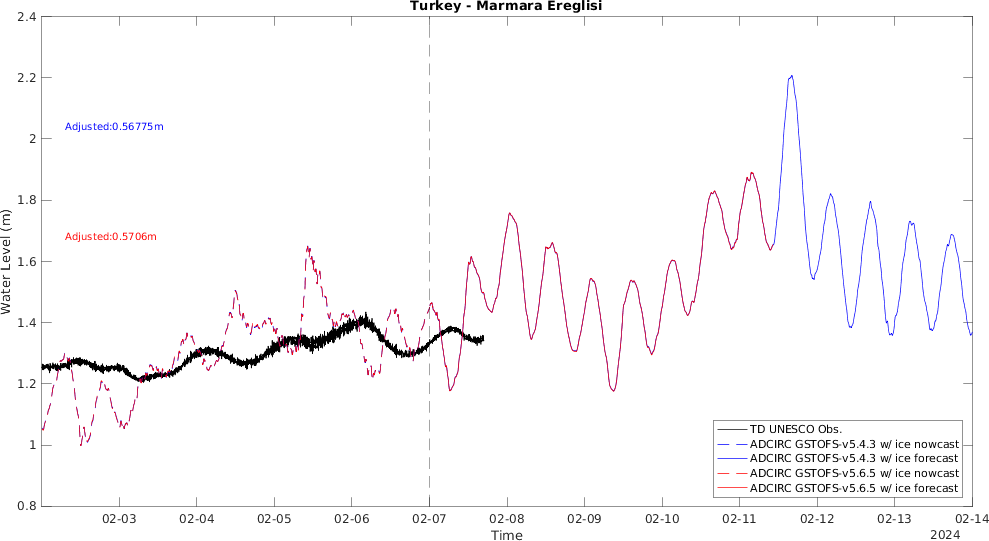 Turkey - Marmara Ereglisi
2.4
2.2
2
1.8
1.6
1.4
1.2
1
0.8
Water Level (m)
Adjusted:0.56775m
Adjusted:0.5706m
TD UNESCO Obs.
ADCIRC GSTOFS-v5.4.3 w/ ice nowcast
ADCIRC GSTOFS-v5.4.3 w/ ice forecast
ADCIRC GSTOFS-v5.6.5 w/ ice nowcast
ADCIRC GSTOFS-v5.6.5 w/ ice forecast
02-03 02-04 02-05 02-06 02-07 02-08 02-09 02-10 02-11 02-12 02-13 02-14
Time
2024